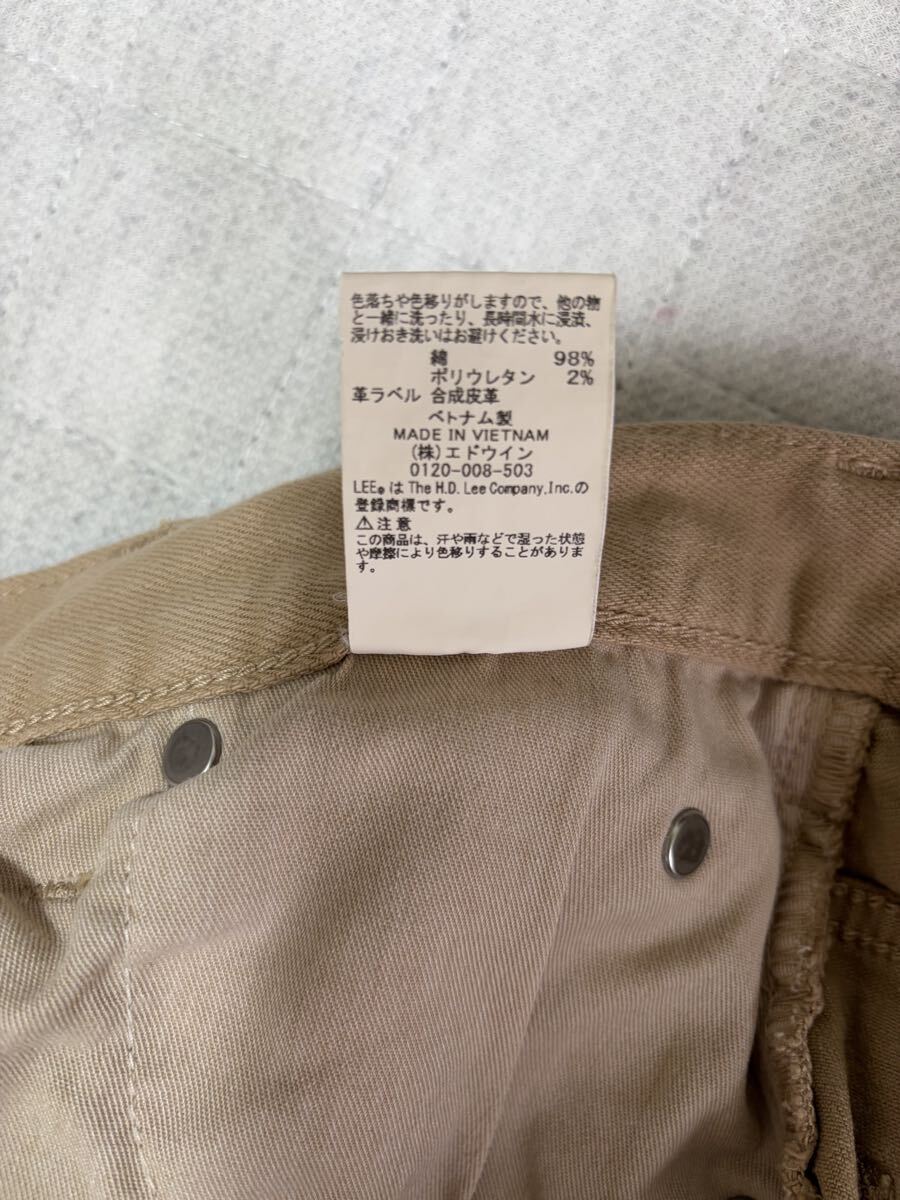 色落ちや色移りがしますので、他の物
と一緒に洗ったり、長時間水に浸漬、
浸けおき洗いはお避けください。
綿 98%
ポリウレタン 2%
革ラベル 合成皮革
ベトナム製
MADE IN VIETNAM
(株)エドウイン
0120-008-503
LEE® は The H.D. Lee Company,Inc.の
登録商標です。
⚠注意
この商品は、汗や雨などで湿った状態
や摩擦により色移りすることがありま
す。